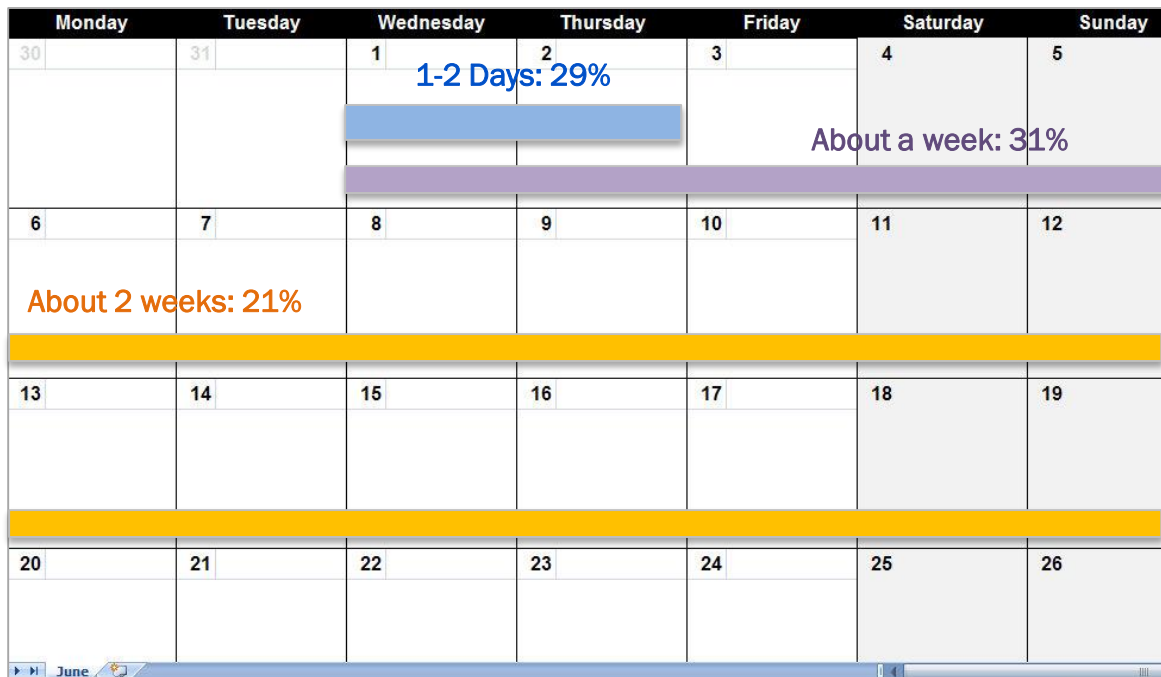 Monday Tuesday Wednesday Thursday Friday Saturday Sunday
30 31 1 2 3 4 5
1-2 Days: 29%
About a week: 31%
6 7 8 9 10 11 12
About 2 weeks: 21%
13 14 15 16 17 18 19
20 21 22 23 24 25 26
June